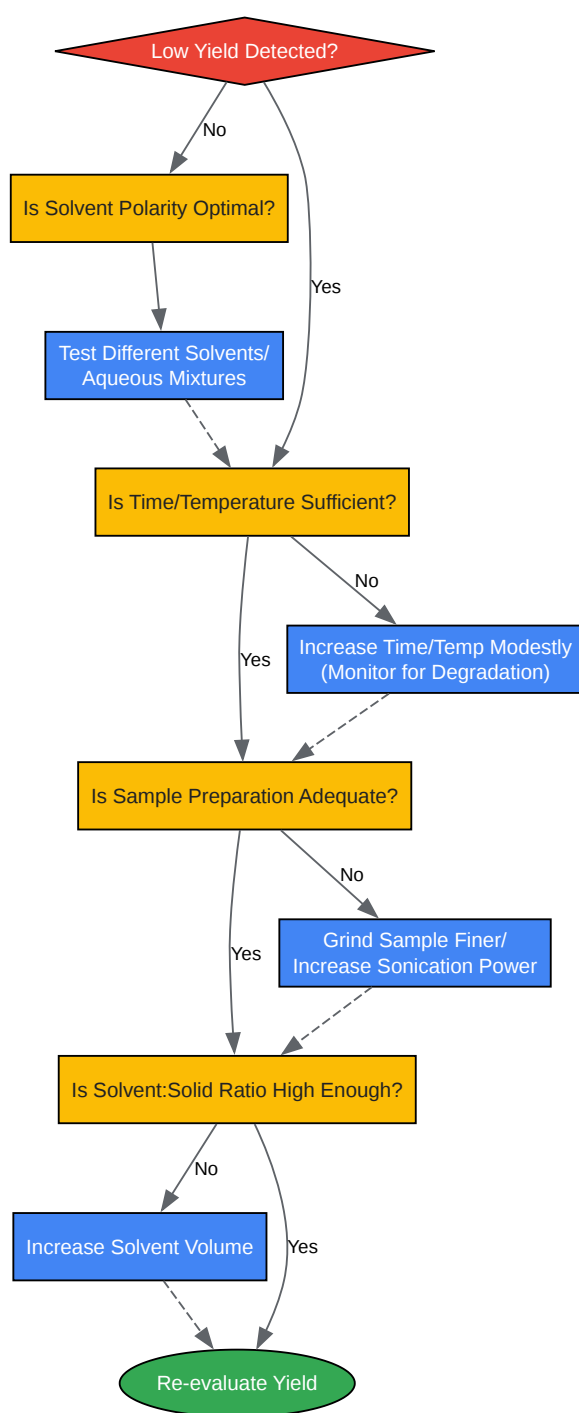 Low Yield Detected?
No
Is Solvent Polarity Optimal?
Yes
Test Different Solvents/
Aqueous Mixtures
Is Time/Temperature Sufficient?
No
Increase Time/Temp Modestly
(Monitor for Degradation)
Yes
Is Sample Preparation Adequate?
No
Grind Sample Finer/
Increase Sonication Power
Yes
Is Solvent:Solid Ratio High Enough?
No
Increase Solvent Volume
Yes
Re-evaluate Yield